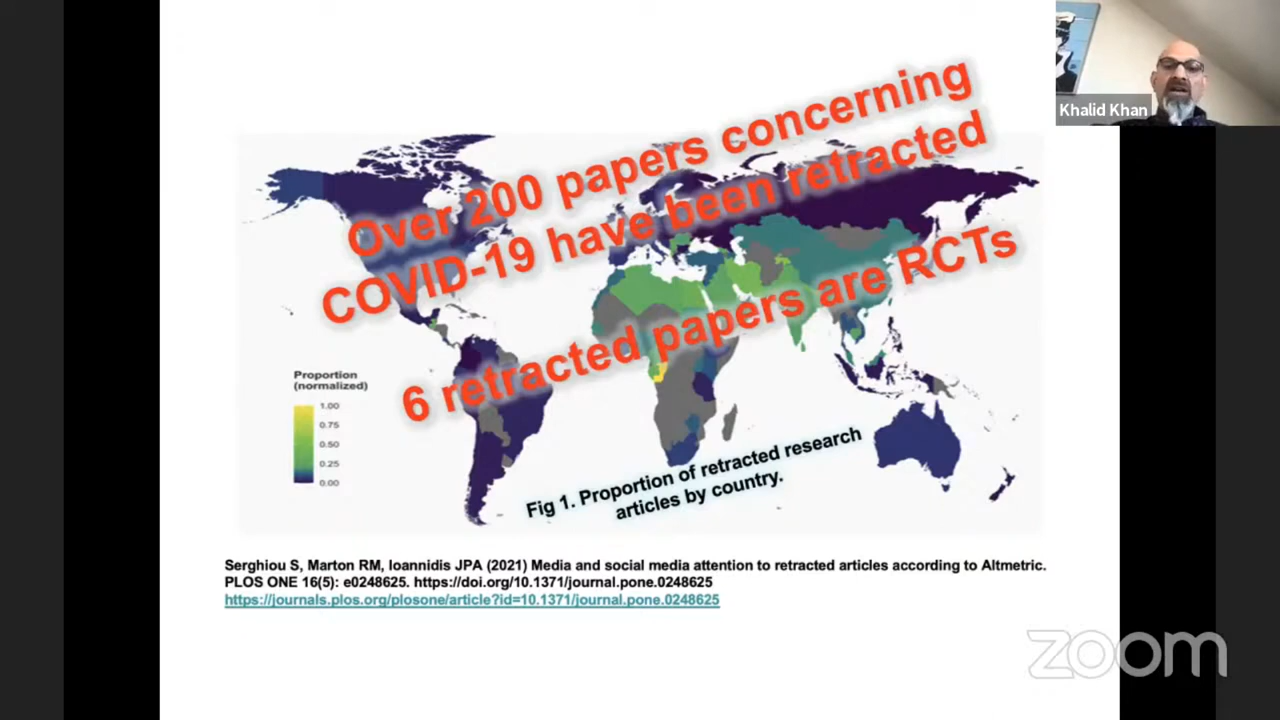 Khalid Khan
Over 200 papers concerning
COVID-19 have been retracted
6 retracted papers are RCTs
Proportion
(normalized)
1.00
0.75
0.50
0.25
0.00
Fig 1. Proportion of retracted research
articles by country.
Serghiou S, Marton RM, Ioannidis JPA (2021) Media and social media attention to retracted articles according to Altmetric.
PLOS ONE 16(5): e0248625. https://doi.org/10.1371/journal.pone.0248625
https://journals.plos.org/plosone/article?id=10.1371/journal.pone.0248625
zoom